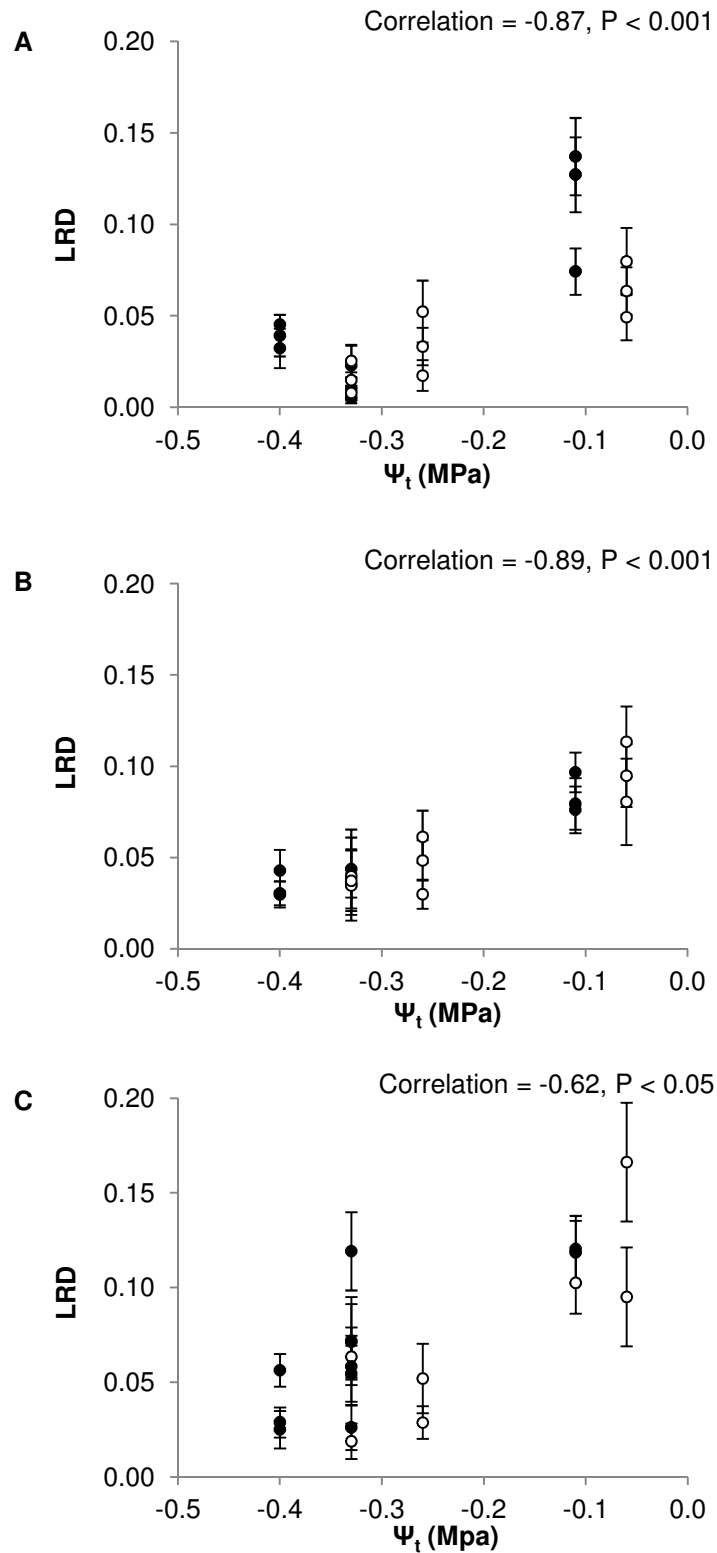 A
Correlation = -0.87, P < 0.001
0.20
0.15
0.10
0.05
0.00
LRD
-0.5 -0.4 -0.3 -0.2 -0.1 0.0
Ψt (MPa)
B
Correlation = -0.89, P < 0.001
0.20
0.15
0.10
0.05
0.00
LRD
-0.5 -0.4 -0.3 -0.2 -0.1 0.0
Ψt (MPa)
C
Correlation = -0.62, P < 0.05
0.20
0.15
0.10
0.05
0.00
LRD
-0.5 -0.4 -0.3 -0.2 -0.1 0.0
Ψt (Mpa)